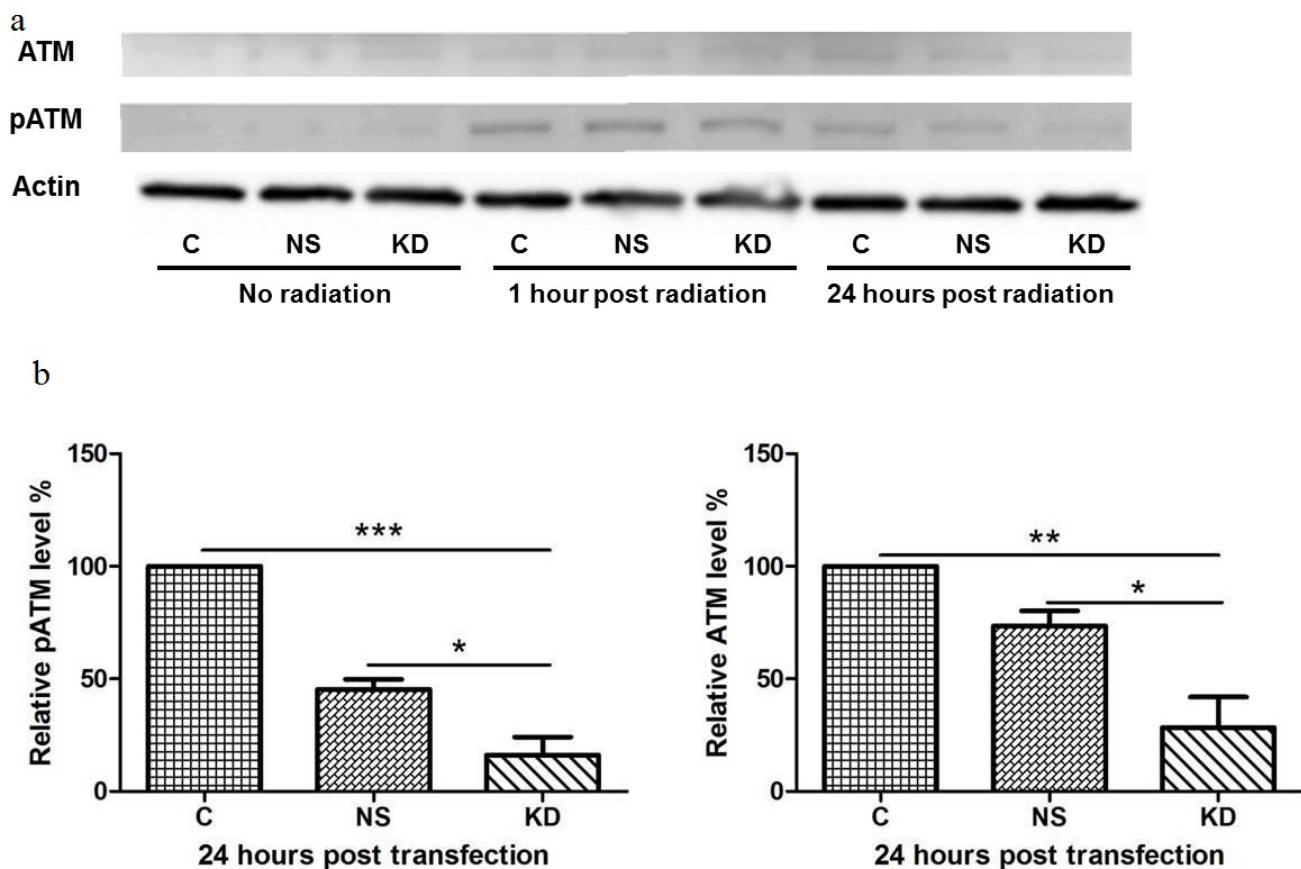 a
ATM
pATM
Actin
C NS KD C NS KD C NS KD
No radiation 1 hour post radiation 24 hours post radiation
b
Relative pATM level %
150
100
50
0
***
*
C NS KD
24 hours post transfection
Relative ATM level %
150
100
50
0
**
*
C NS KD
24 hours post transfection